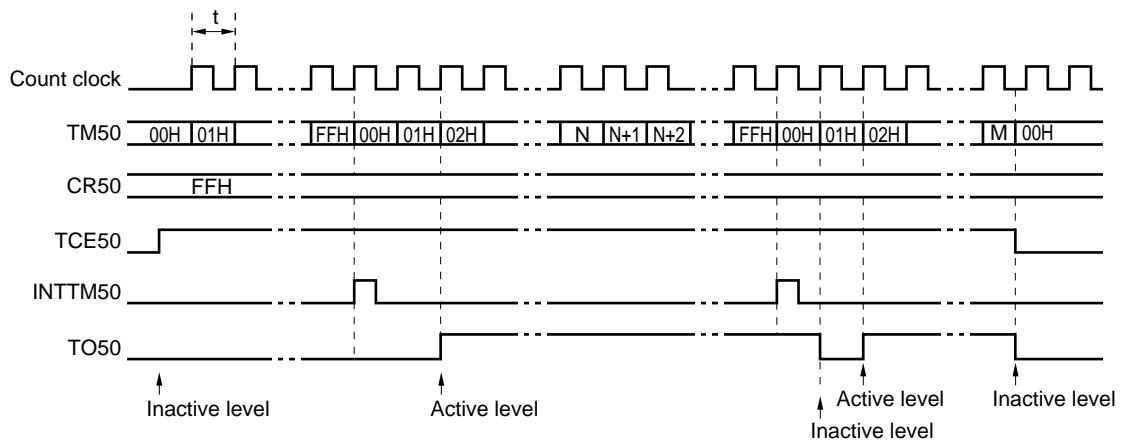 t
Count clock
TM50 00H 01H FFH 00H 01H 02H N N+1 N+2 FFH 00H 01H 02H M 00H
CR50 FFH
TCE50
INTTM50
TO50
Inactive level Active level Active level Inactive level
Inactive level